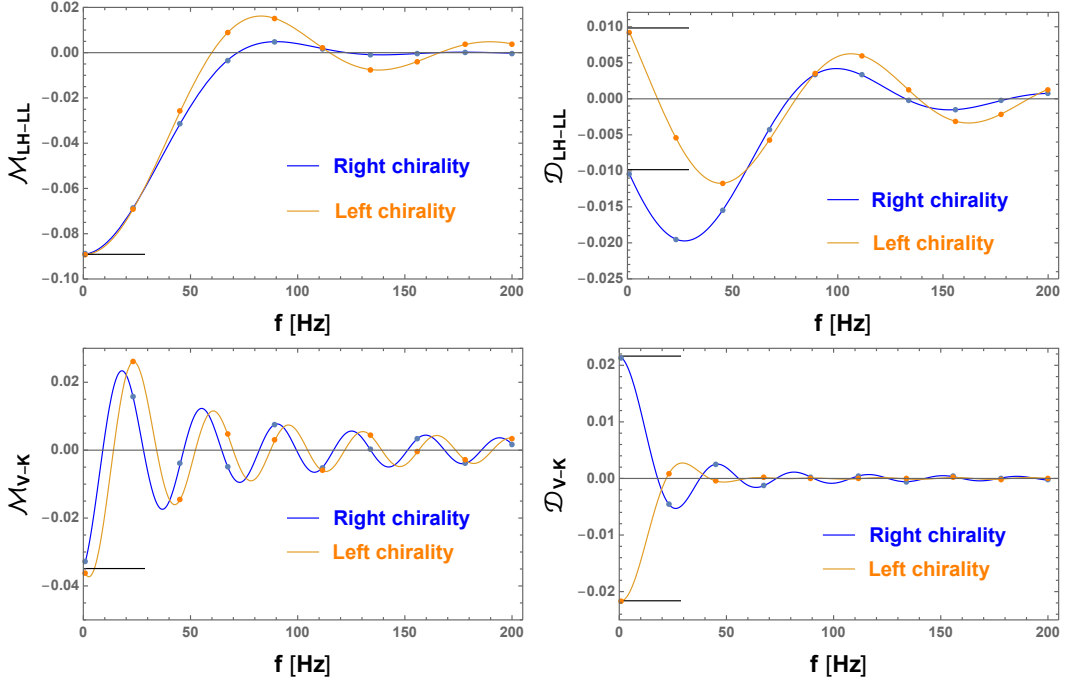 0.02
0.00
−0.02
−0.04
−0.06
−0.08
−0.10
ℳLH−LL
Right chirality
Left chirality
0 50 100 150 200
f [Hz]
0.010
0.005
0.000
−0.005
−0.010
−0.015
−0.020
−0.025
𝒟LH−LL
Right chirality
Left chirality
0 50 100 150 200
f [Hz]
0.02
0.00
−0.02
−0.04
ℳV−K
Right chirality
Left chirality
0 50 100 150 200
f [Hz]
0.02
0.01
0.00
−0.01
−0.02
𝒟V−K
Right chirality
Left chirality
0 50 100 150 200
f [Hz]